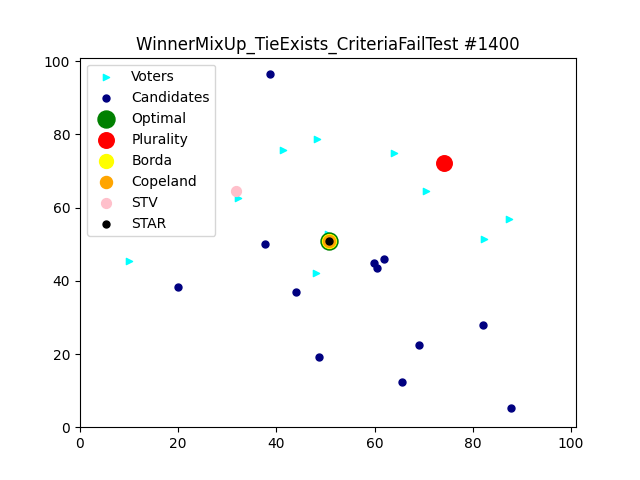 WinnerMixUp_TieExists_CriteriaFailTest #1400
Voters
Candidates
Optimal
Plurality
Borda
Copeland
STV
STAR
100
80
60
40
20
0
0 20 40 60 80 100